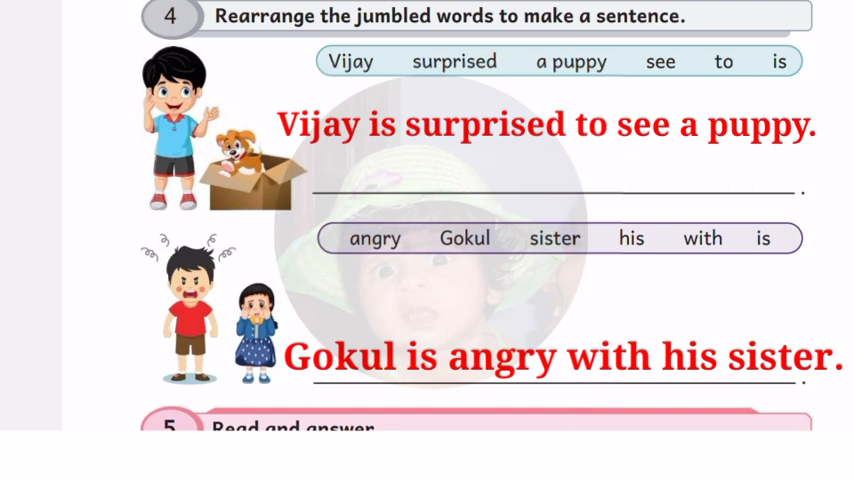 4 Rearrange the jumbled words to make a sentence.
Vijay surprised a puppy see to is
Vijay is surprised to see a puppy.
.
angry Gokul sister his with is
Gokul is angry with his sister.
.
5 Read and answer